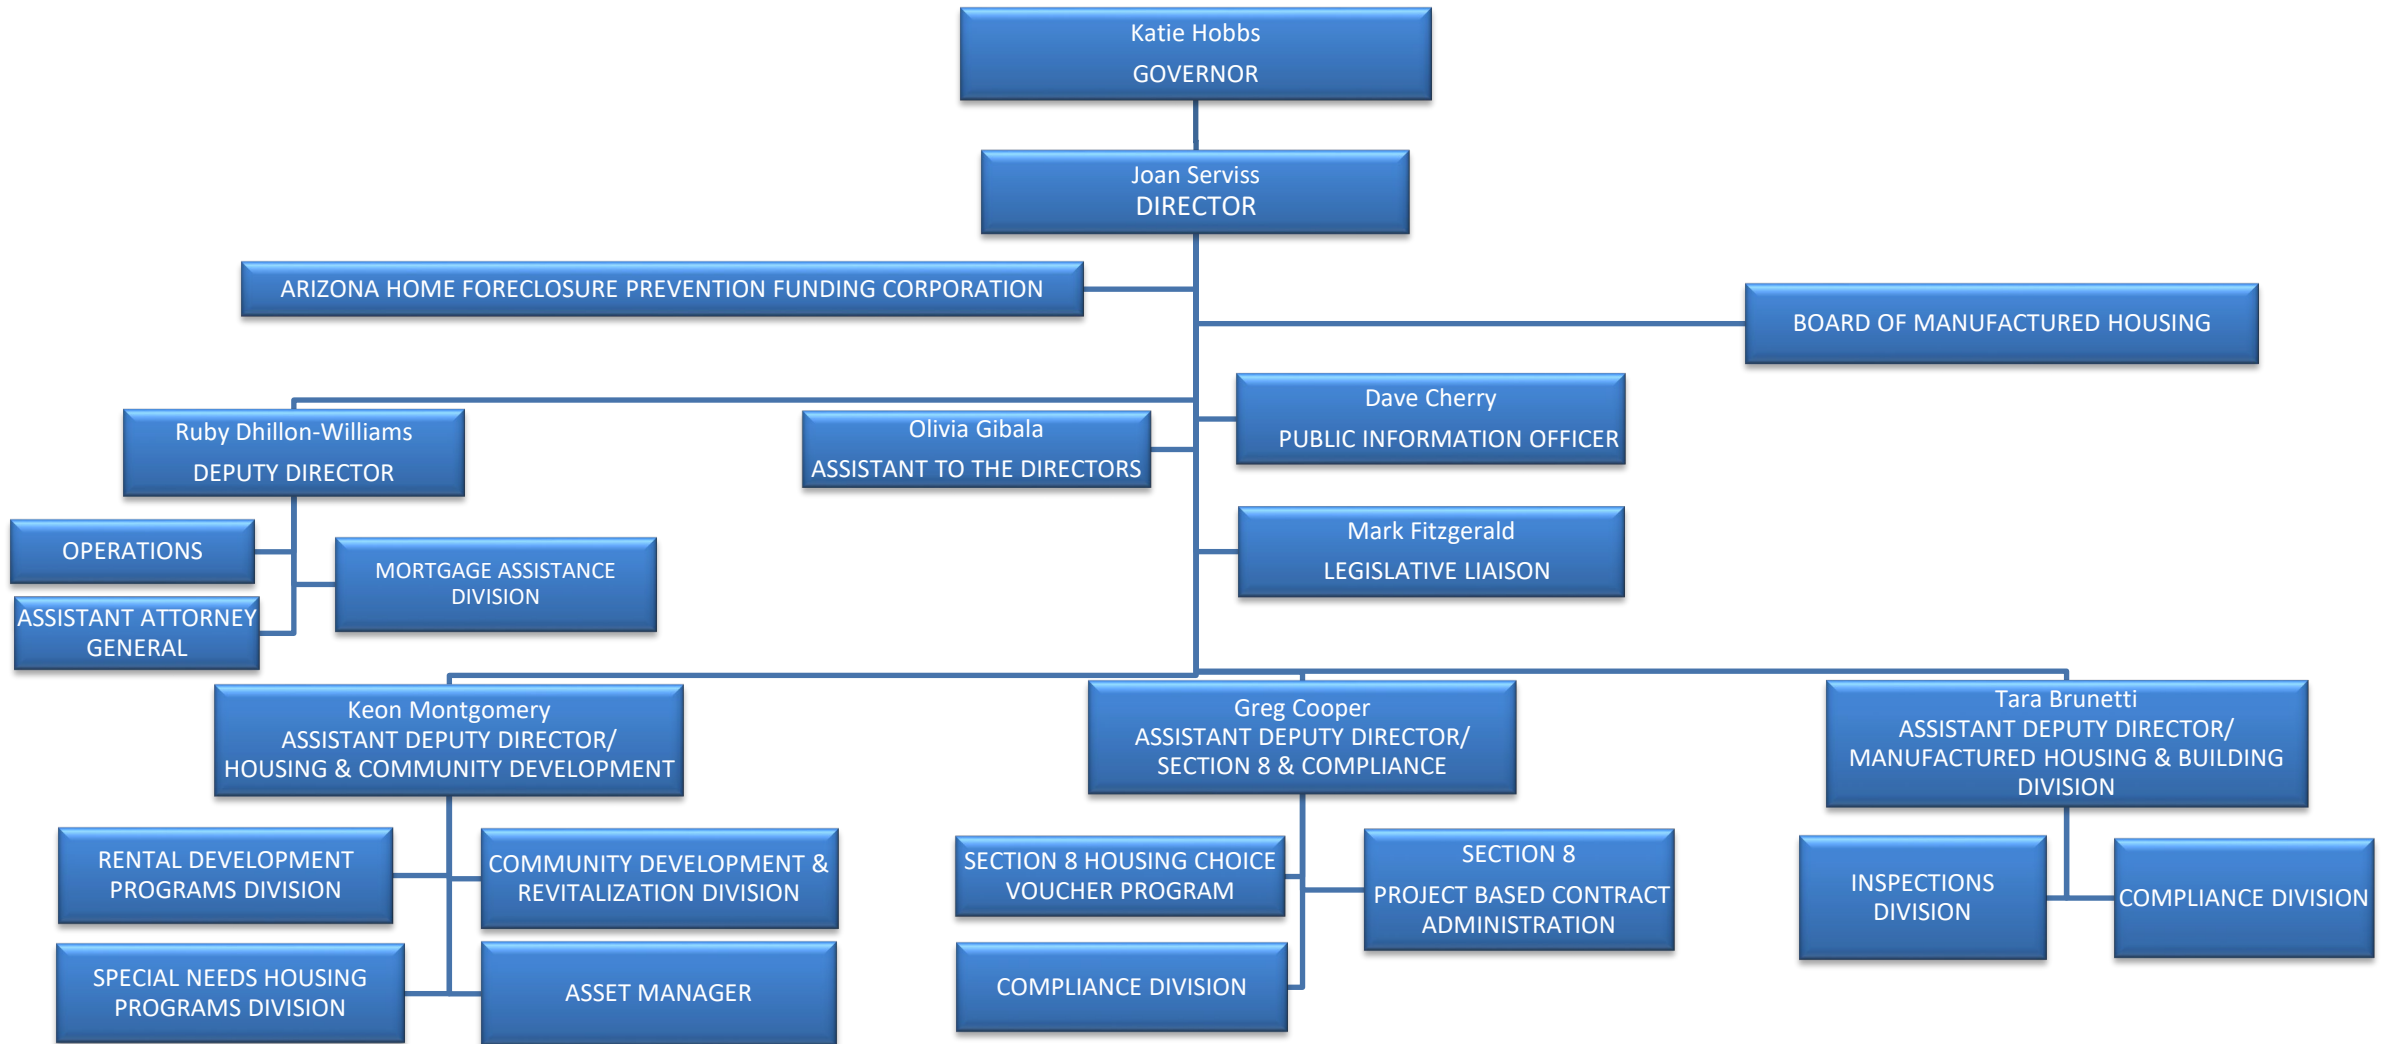 Katie Hobbs
GOVERNOR
Joan Serviss
DIRECTOR
ARIZONA HOME FORECLOSURE PREVENTION FUNDING CORPORATION
BOARD OF MANUFACTURED HOUSING
Dave Cherry
PUBLIC INFORMATION OFFICER
Ruby Dhillon-Williams
DEPUTY DIRECTOR
Olivia Gibala
ASSISTANT TO THE DIRECTORS
Mark Fitzgerald
LEGISLATIVE LIAISON
OPERATIONS
MORTGAGE ASSISTANCE
DIVISION
ASSISTANT ATTORNEY
GENERAL
Keon Montgomery
ASSISTANT DEPUTY DIRECTOR/
HOUSING & COMMUNITY DEVELOPMENT
Greg Cooper
ASSISTANT DEPUTY DIRECTOR/
SECTION 8 & COMPLIANCE
Tara Brunetti
ASSISTANT DEPUTY DIRECTOR/
MANUFACTURED HOUSING & BUILDING
DIVISION
RENTAL DEVELOPMENT
PROGRAMS DIVISION
COMMUNITY DEVELOPMENT &
REVITALIZATION DIVISION
SECTION 8 HOUSING CHOICE
VOUCHER PROGRAM
SECTION 8
PROJECT BASED CONTRACT
ADMINISTRATION
INSPECTIONS
DIVISION
COMPLIANCE DIVISION
SPECIAL NEEDS HOUSING
PROGRAMS DIVISION
ASSET MANAGER
COMPLIANCE DIVISION